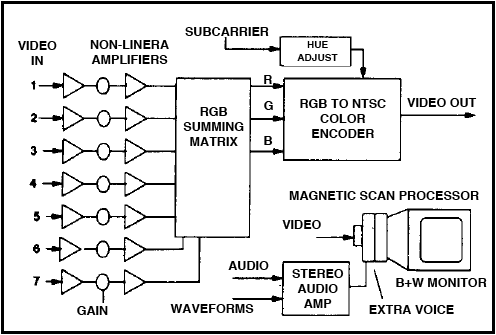 SUBCARRIER
HUE
ADJUST
VIDEO
IN
NON-LINERA
AMPLIFIERS
1
2
3
4
5
6
7
GAIN
RGB
SUMMING
MATRIX
R
G
B
RGB TO NTSC
COLOR
ENCODER
VIDEO OUT
MAGNETIC SCAN PROCESSOR
VIDEO
B+W MONITOR
EXTRA VOICE
AUDIO
WAVEFORMS
STEREO
AUDIO
AMP